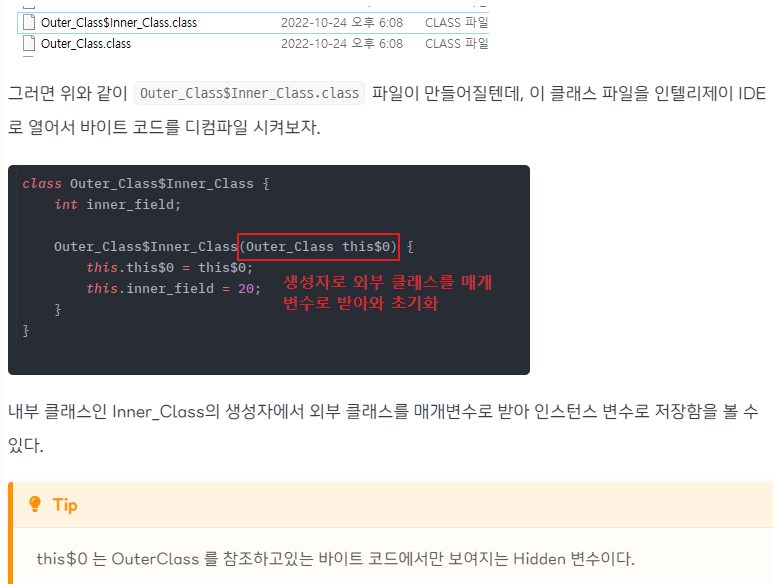 Outer_Class$Inner_Class.class 2022-10-24 오후 6:08 CLASS 파일
Outer_Class.class 2022-10-24 오후 6:08 CLASS 파일
그러면 위와 같이 Outer_Class$Inner_Class.class 파일이 만들어질텐데, 이 클래스 파일을 인텔리제이 IDE
로 열어서 바이트 코드를 디컴파일 시켜보자.
class Outer_Class$Inner_Class {
int inner_field;
Outer_Class$Inner_Class(Outer_Class this$0) {
this.this$0 = this$0;
this.inner_field = 20;
생성자로 외부 클래스를 매개
변수로 받아와 초기화
}
}
내부 클래스인 Inner_Class의 생성자에서 외부 클래스를 매개변수로 받아 인스턴스 변수로 저장함을 볼 수
있다.
Tip
this$0 는 OuterClass 를 참조하고있는 바이트 코드에서만 보여지는 Hidden 변수이다.